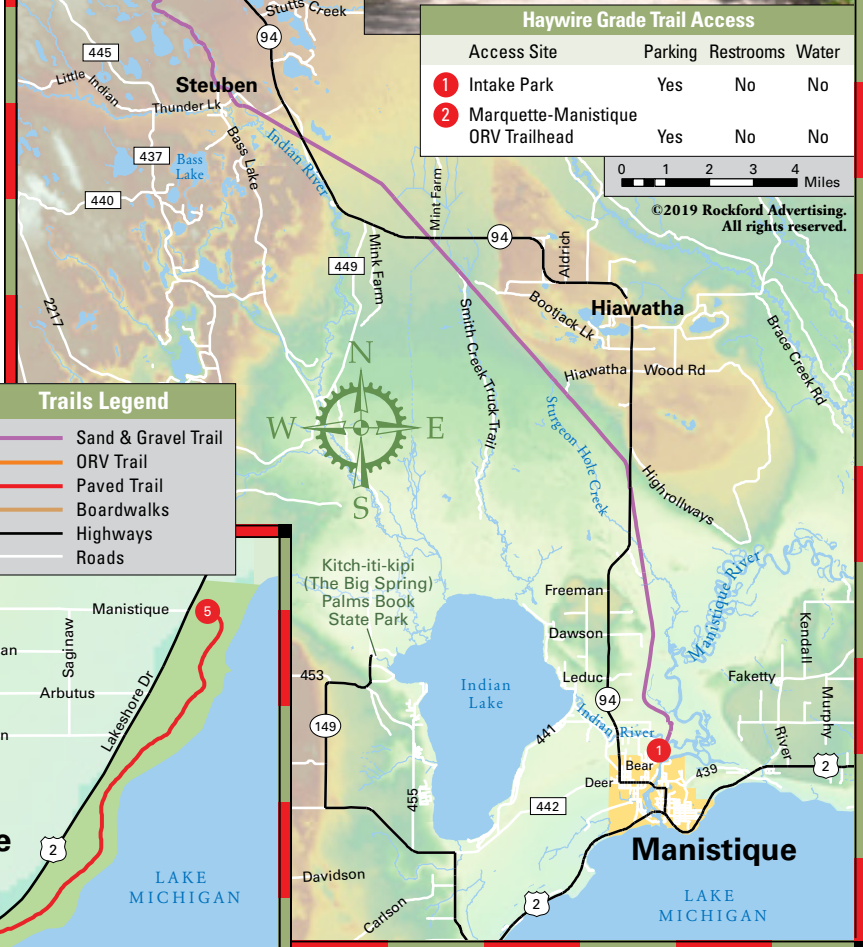 Stutts Creek
94
445
Little Indian
Steuben
Thunder Lk
Indian River
437
Bass
Lake
Bass Lake
440
2217
449
Mink Farm
Mint Farm
94
Aldrich
Haywire Grade Trail Access
Access Site Parking Restrooms Water
1 Intake Park Yes No No
2 Marquette-Manistique
ORV Trailhead Yes No No
0 1 2 3 4 Miles
©2019 Rockford Advertising.
All rights reserved.
Hiawatha
Bootjack Lk
Smith Creek Truck Trail
Hiawatha
Wood Rd
Brace Creek Rd
Sturgeon Hole Creek
Highrollways
N
W E
S
Trails Legend
Sand & Gravel Trail
ORV Trail
Paved Trail
Boardwalks
Highways
Roads
Manistique
5
an
Saginaw
Arbutus
n
Lakeshore Dr
e
2
LAKE
MICHIGAN
Kitch-iti-kipi
(The Big Spring)
Palms Book
State Park
453
149
Indian
Lake
455
441
442
Davidson
Carlson
Freeman
Dawson
Leduc
94
Indian River
1
Bear
Deer
439
Manistique River
Faketty
Kendall
River
Murphy
2
Manistique
2
LAKE
MICHIGAN